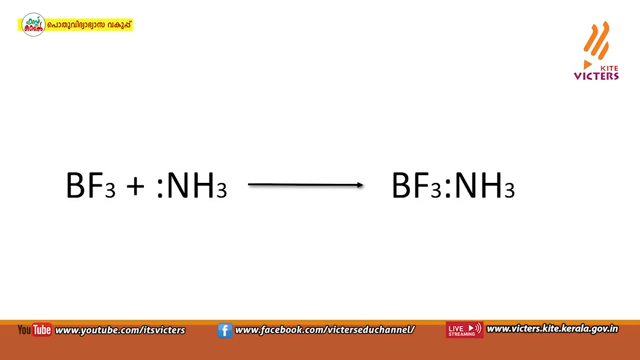 പൊതുവിദ്യാഭ്യാസ വകുപ്പ്
KITE
VICTERS
BF3 + :NH3 → BF3:NH3
YouTube www.youtube.com/itsvicters
f www.facebook.com/victerseduchannel/
LIVE STREAMING www.victers.kite.kerala.gov.in